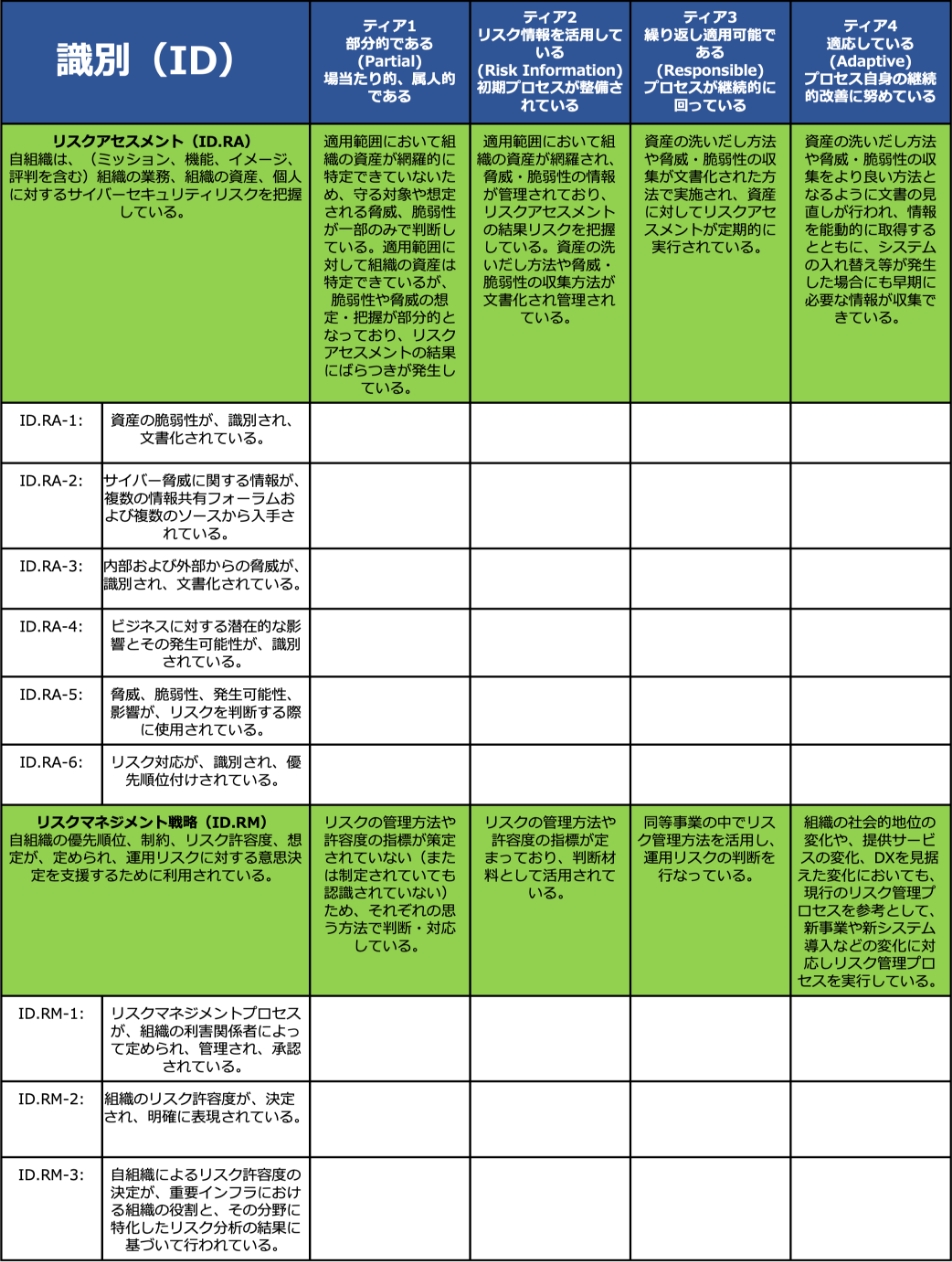 識別（ID）
ティア1
部分的である
(Partial)
場当たり的、属人的
である
ティア2
リスク情報を活用して
いる
(Risk Information)
初期プロセスが整備さ
れている
ティア3
繰り返し適用可能で
ある
(Responsible)
プロセスが継続的に
回っている
ティア4
適応している
(Adaptive)
プロセス自身の継続
的改善に努めている
リスクアセスメント（ID.RA）
自組織は、（ミッション、機能、イメージ、
評判を含む）組織の業務、組織の資産、個人
に対するサイバーセキュリティリスクを把握
している。
適用範囲において組
織の資産が網羅的に
特定できていないた
め、守る対象や想定
される脅威、脆弱性
が一部のみで判断し
ている。適用範囲に
対して組織の資産は
特定できているが、
脆弱性や脅威の想
定・把握が部分的と
なっており、リスク
アセスメントの結果
にばらつきが発生し
ている。
適用範囲において組
織の資産が網羅され、
脅威・脆弱性の情報
が管理されており、
リスクアセスメント
の結果リスクを把握
している。資産の洗
いだし方法や脅威・
脆弱性の収集方法が
文書化され管理され
ている。
資産の洗いだし方法
や脅威・脆弱性の収
集が文書化された方
法で実施され、資産
に対してリスクアセ
スメントが定期的に
実行されている。
資産の洗いだし方法
や脅威・脆弱性の収
集をより良い方法と
なるように文書の見
直しが行われ、情報
を能動的に取得する
とともに、システム
の入れ替え等が発生
した場合にも早期に
必要な情報が収集で
きている。
ID.RA-1:
資産の脆弱性が、識別され、
文書化されている。
ID.RA-2:
サイバー脅威に関する情報が、
複数の情報共有フォーラムお
よび複数のソースから入手さ
れている。
ID.RA-3:
内部および外部からの脅威が、
識別され、文書化されている。
ID.RA-4:
ビジネスに対する潜在的な影
響とその発生可能性が、識別
されている。
ID.RA-5:
脅威、脆弱性、発生可能性、
影響が、リスクを判断する際
に使用されている。
ID.RA-6:
リスク対応が、識別され、優
先順位付けされている。
リスクマネジメント戦略（ID.RM）
自組織の優先順位、制約、リスク許容度、想
定が、定められ、運用リスクに対する意思決
定を支援するために利用されている。
リスクの管理方法や
許容度の指標が策定
されていない（また
は制定されていても
認識されていない）
ため、それぞれの思
う方法で判断・対応
している。
リスクの管理方法や
許容度の指標が定
まっており、判断材
料として活用されて
いる。
同等事業の中でリス
ク管理方法を活用し、
運用リスクの判断を
行なっている。
組織の社会的地位の
変化や、提供サービ
スの変化、DXを見据
えた変化においても、
現行のリスク管理プ
ロセスを参考として、
新事業や新システム
導入などの変化に対
応しリスク管理プロ
セスを実行している。
ID.RM-1:
リスクマネジメントプロセス
が、組織の利害関係者によっ
て定められ、管理され、承認
されている。
ID.RM-2:
組織のリスク許容度が、決定
され、明確に表現されている。
ID.RM-3:
自組織によるリスク許容度の
決定が、重要インフラにおけ
る組織の役割と、その分野に
特化したリスク分析の結果に
基づいて行われている。